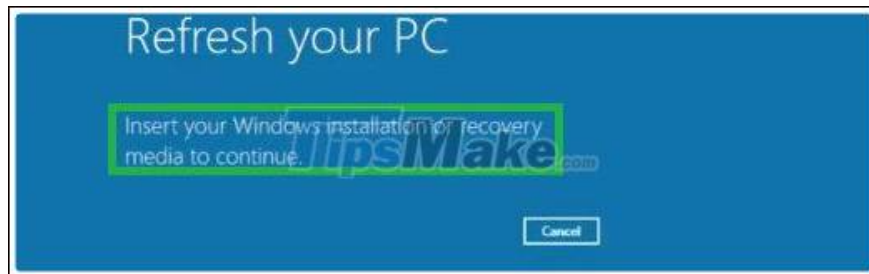 Refresh your PC
Insert your Windows installation or recovery
media to continue.
TipsMake.com
Cancel